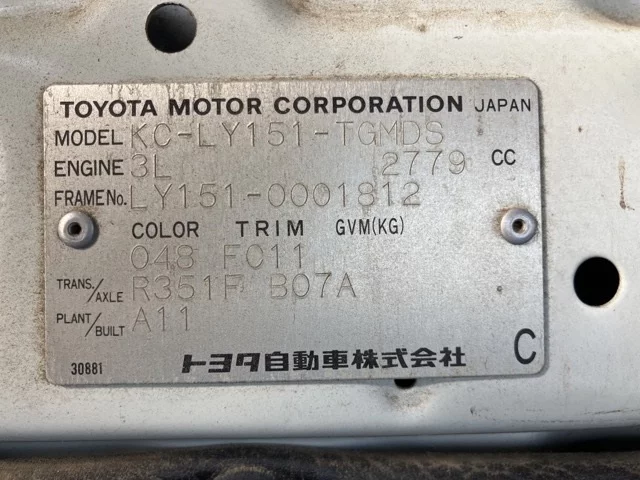 TOYOTA MOTOR CORPORATION JAPAN
MODEL KC-LY151-TGMDS
ENGINE 3L 2779 CC
FRAME No. LY151-0001812
COLOR TRIM GVM(KG)
048 FC11
TRANS./AXLE R351F B07A
PLANT/BUILT A11
30881 トヨタ自動車株式会社 C